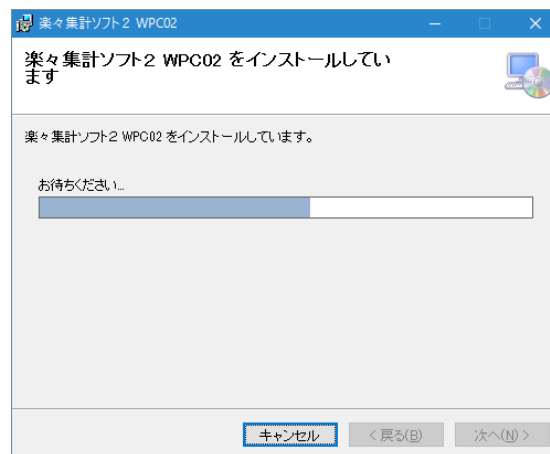 楽々集計ソフト2 WPC02
楽々集計ソフト2 WPC02 をインストールしてい
ます
楽々集計ソフト2 WPC02 をインストールしています。
お待ちください...
キャンセル
< 戻る(B)
次へ(N) >